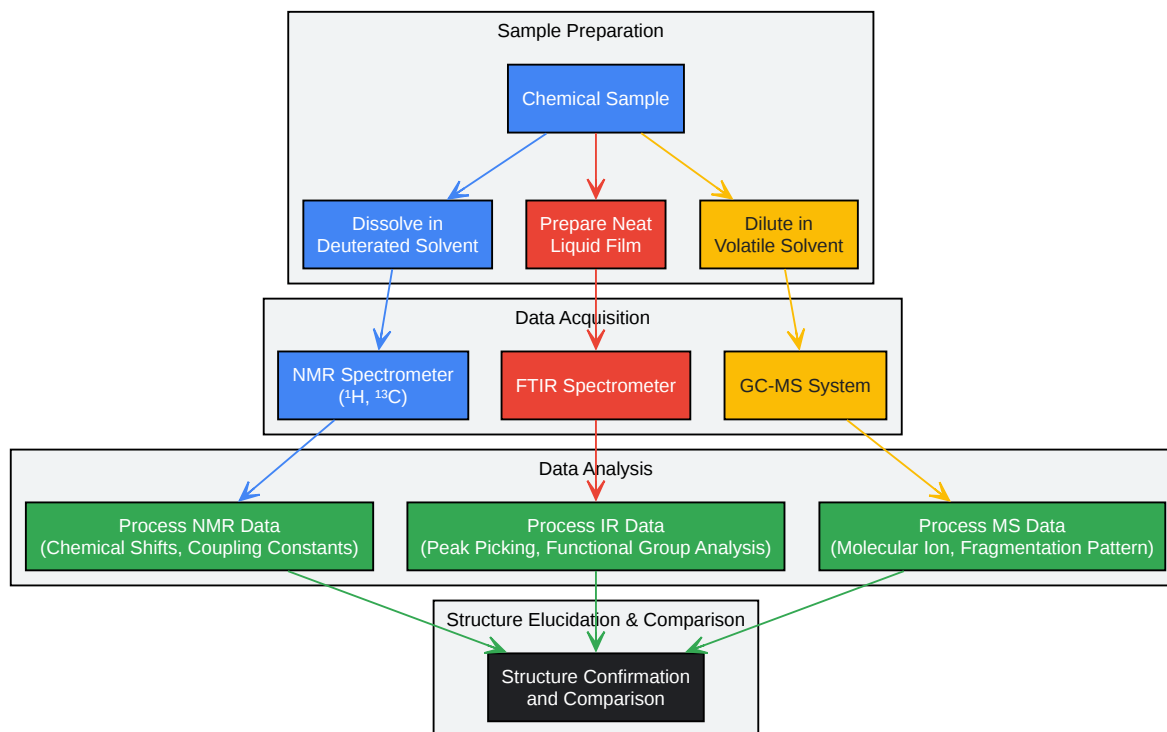 Sample Preparation
Chemical Sample
Dissolve in
Deuterated Solvent
Prepare Neat
Liquid Film
Dilute in
Volatile Solvent
Data Acquisition
NMR Spectrometer
(¹H, ¹³C)
FTIR Spectrometer
GC-MS System
Data Analysis
Process NMR Data
(Chemical Shifts, Coupling Constants)
Process IR Data
(Peak Picking, Functional Group Analysis)
Process MS Data
(Molecular Ion, Fragmentation Pattern)
Structure Elucidation & Comparison
Structure Confirmation
and Comparison